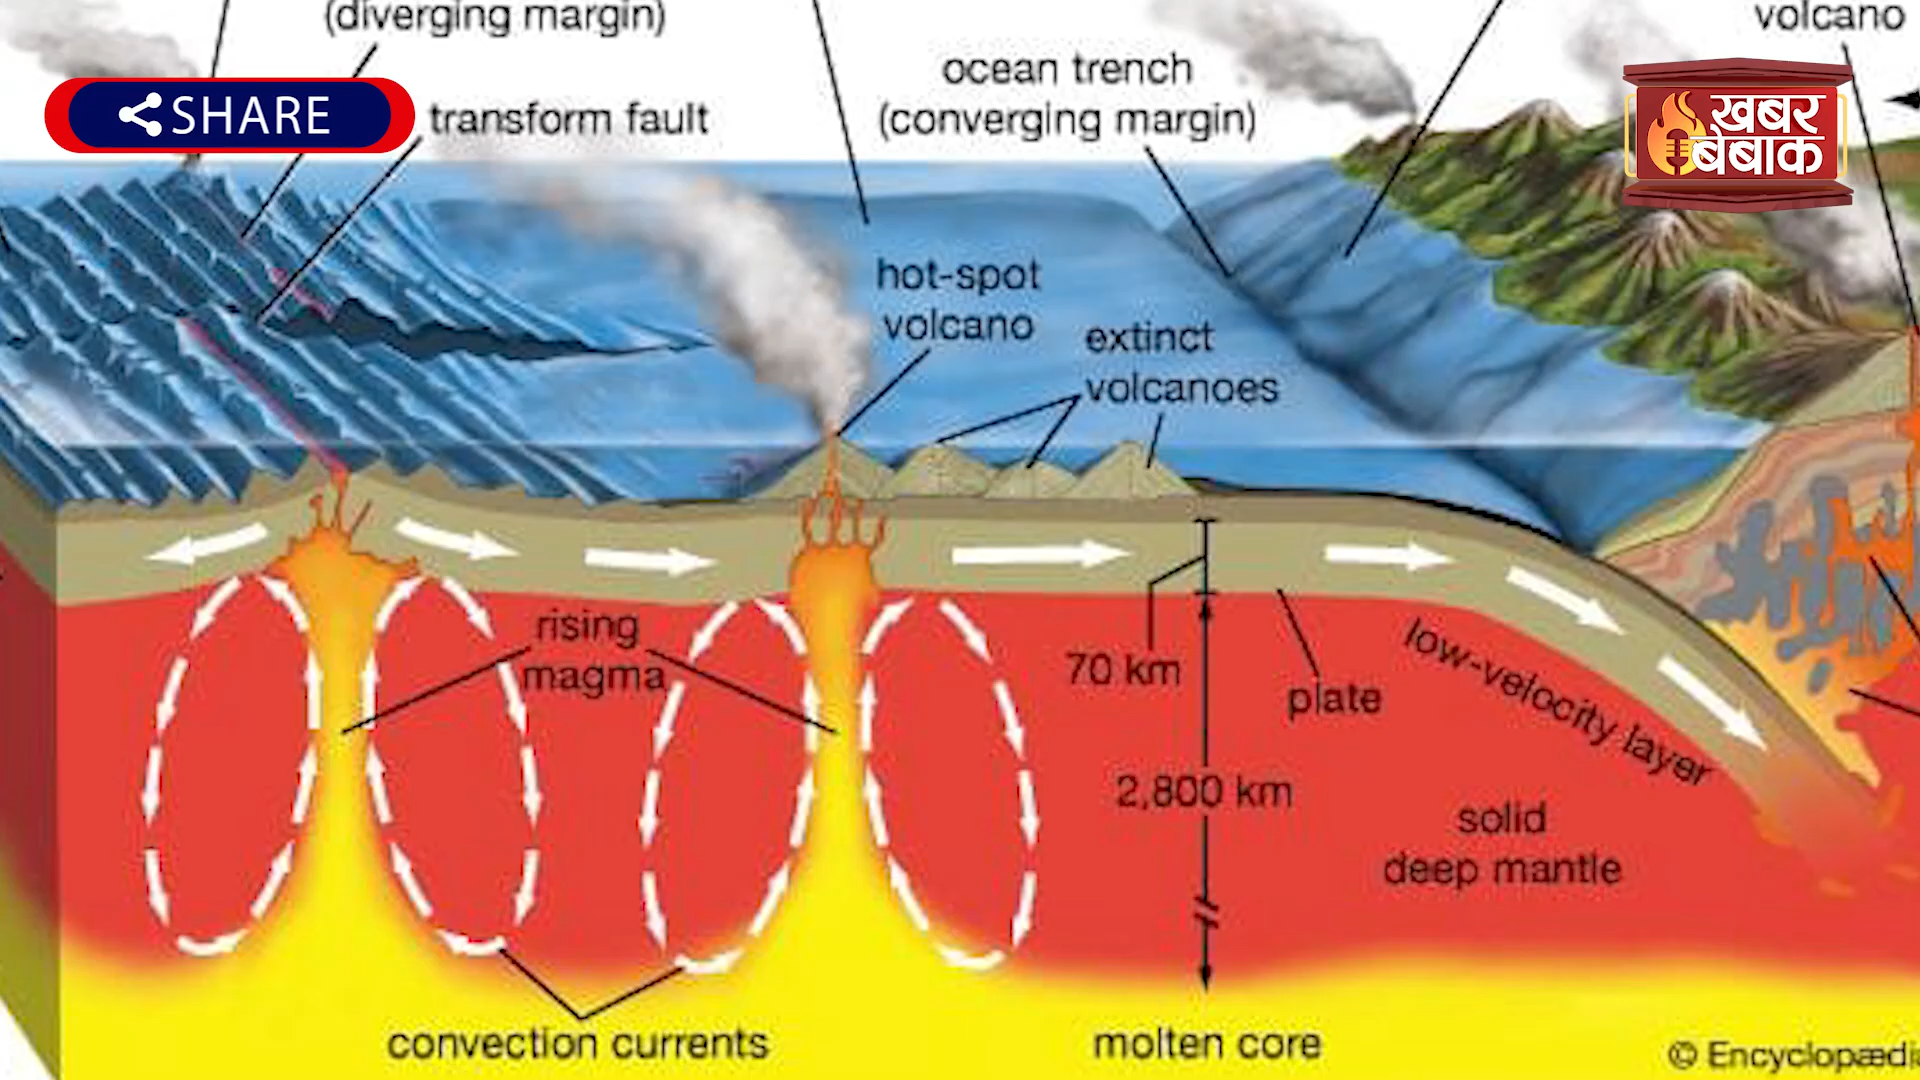 (diverging margin)
volcano
ocean trench
(converging margin)
SHARE
transform fault
खबर
बेबाक
hot-spot
volcano
extinct
volcanoes
rising
magma
70 km
plate
low-velocity layer
2,800 km
solid
deep mantle
convection currents
molten core
© Encyclopædia